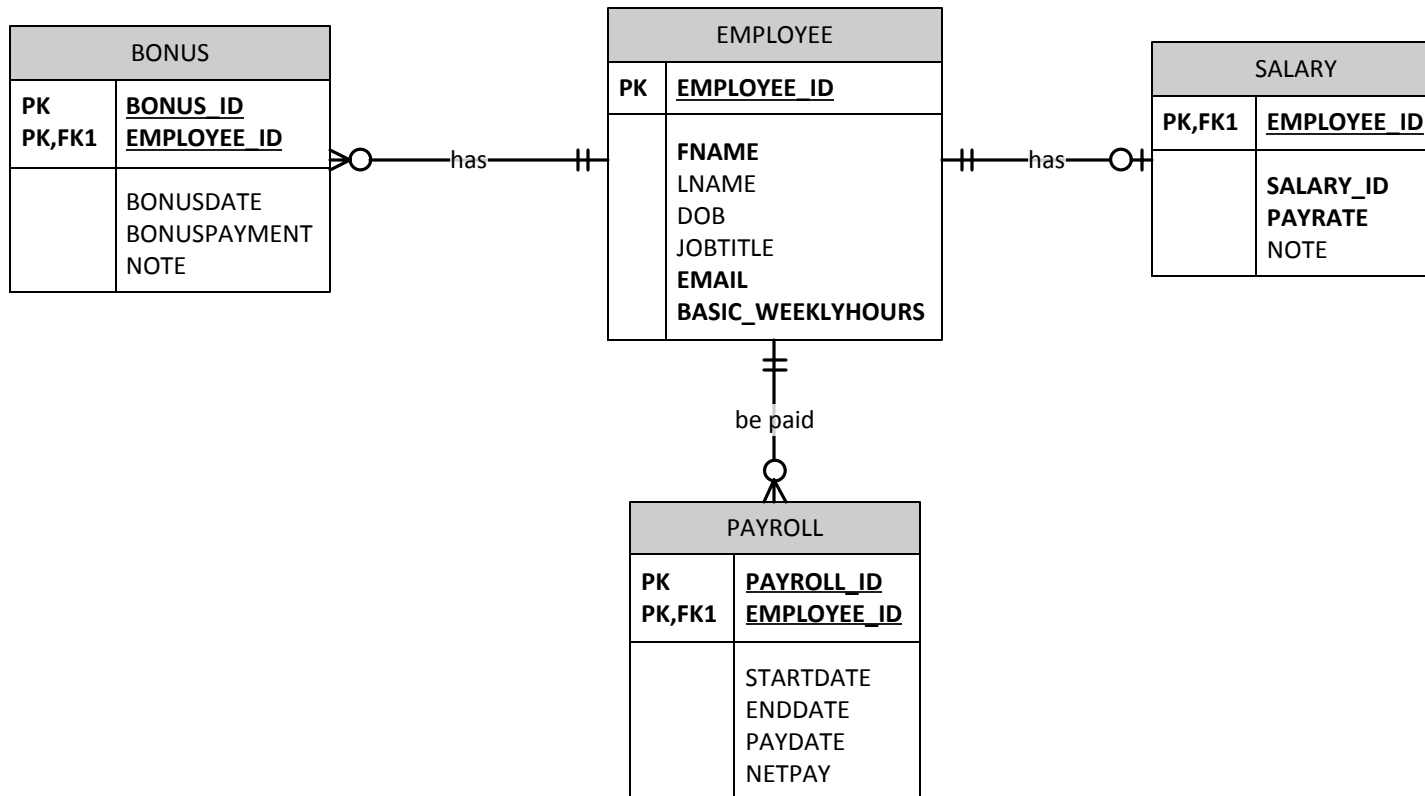 BONUS
PK BONUS_ID
PK,FK1 EMPLOYEE_ID
BONUSDATE
BONUSPAYMENT
NOTE
has
EMPLOYEE
PK EMPLOYEE_ID
FNAME
LNAME
DOB
JOBTITLE
EMAIL
BASIC_WEEKLYHOURS
has
SALARY
PK,FK1 EMPLOYEE_ID
SALARY_ID
PAYRATE
NOTE
be paid
PAYROLL
PK PAYROLL_ID
PK,FK1 EMPLOYEE_ID
STARTDATE
ENDDATE
PAYDATE
NETPAY